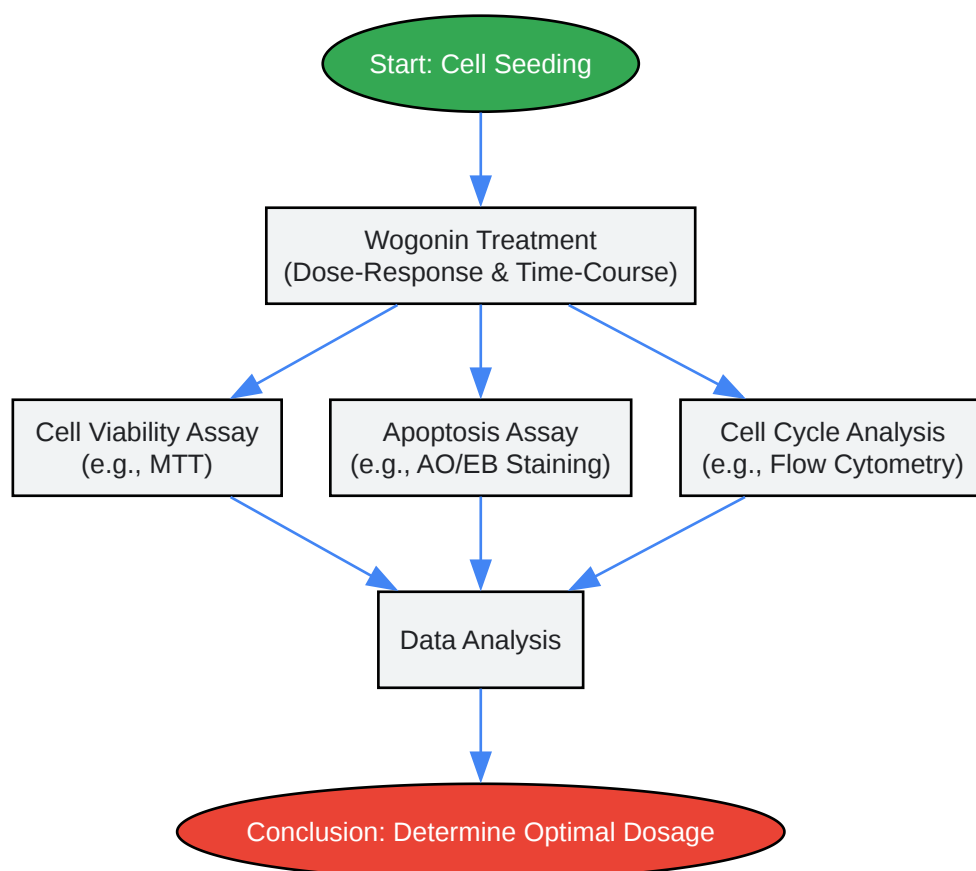 Start: Cell Seeding
Wogonin Treatment
(Dose-Response & Time-Course)
Cell Viability Assay
(e.g., MTT)
Apoptosis Assay
(e.g., AO/EB Staining)
Cell Cycle Analysis
(e.g., Flow Cytometry)
Data Analysis
Conclusion: Determine Optimal Dosage